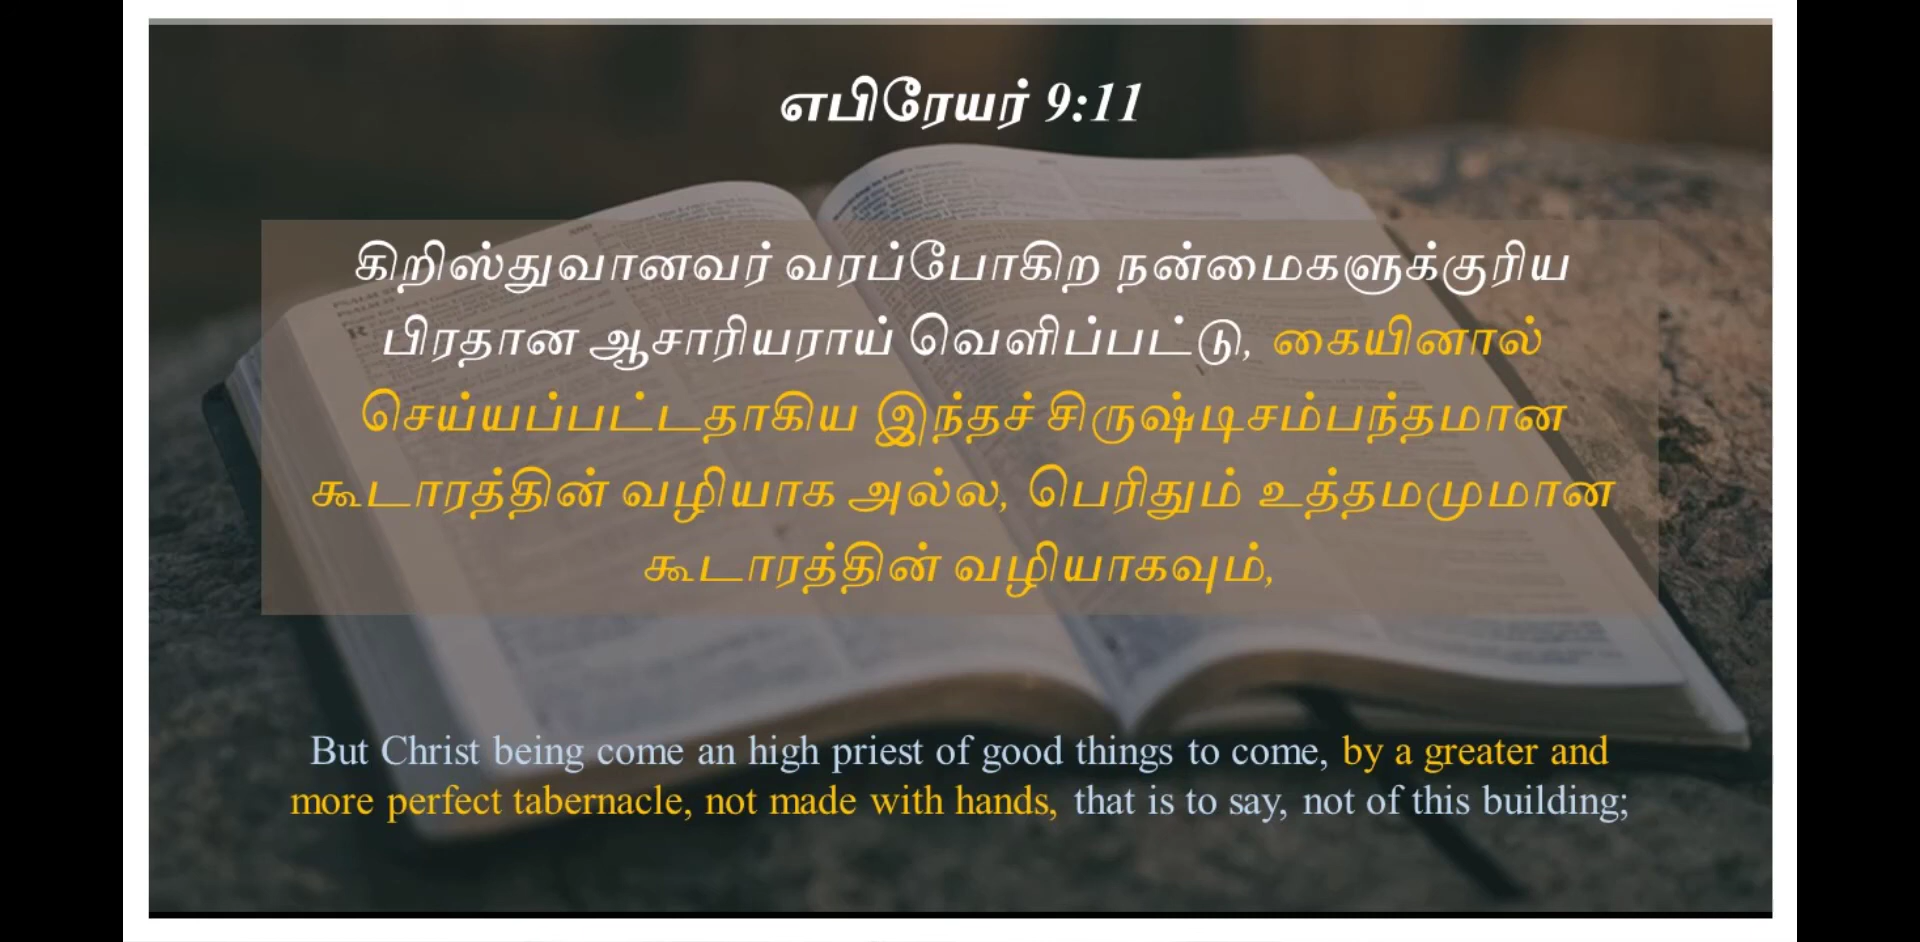 எபிரேயர் 9:11
கிறிஸ்துவானவர் வரப்போகிற நன்மைகளுக்குரிய
பிரதான ஆசாரியராய் வெளிப்பட்டு, கையினால்
செய்யப்பட்டதாகிய இந்தச் சிருஷ்டிசம்பந்தமான
கூடாரத்தின் வழியாக அல்ல, பெரிதும் உத்தமமுமான
கூடாரத்தின் வழியாகவும்,
But Christ being come an high priest of good things to come, by a greater and
more perfect tabernacle, not made with hands, that is to say, not of this building;